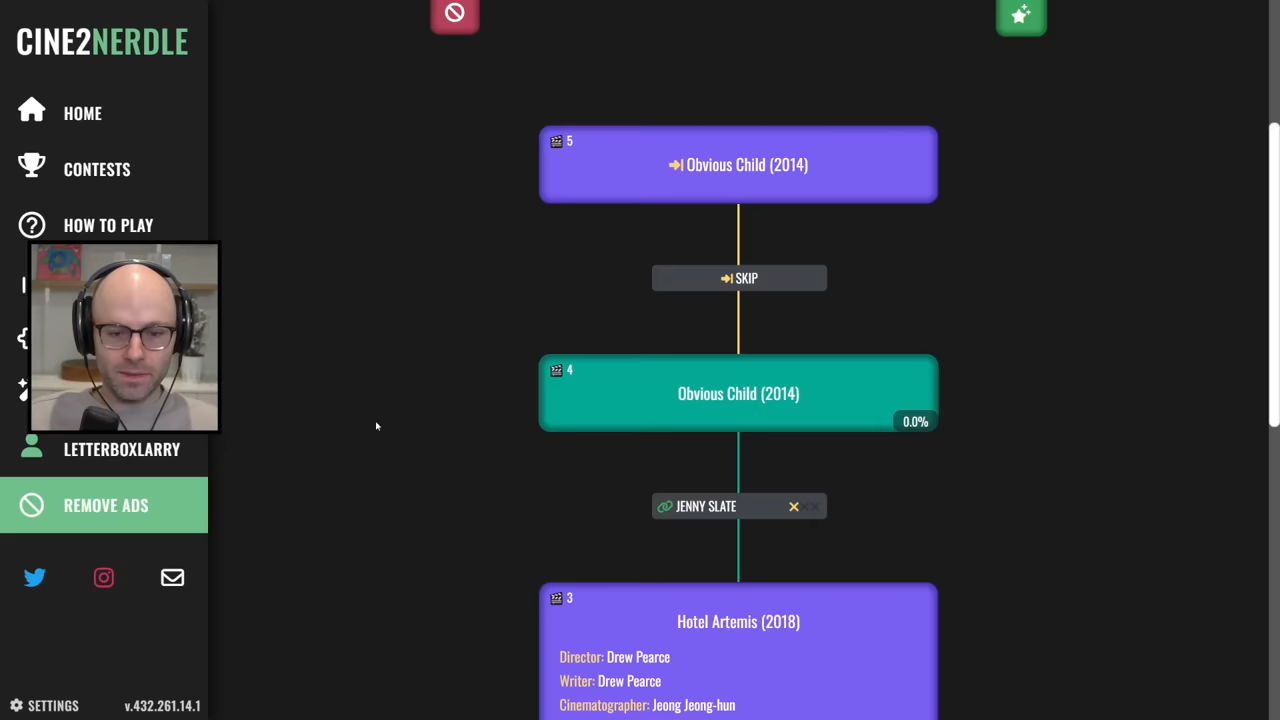 CINE2NERDLE
HOME
CONTESTS
HOW TO PLAY
LETTERBOXLARRY
REMOVE ADS
SETTINGS
v.432.261.14.1
5
Obvious Child (2014)
SKIP
4
Obvious Child (2014)
0.0%
JENNY SLATE
3
Hotel Artemis (2018)
Director: Drew Pearce
Writer: Drew Pearce
Cinematographer: Jeong Jeong-hun